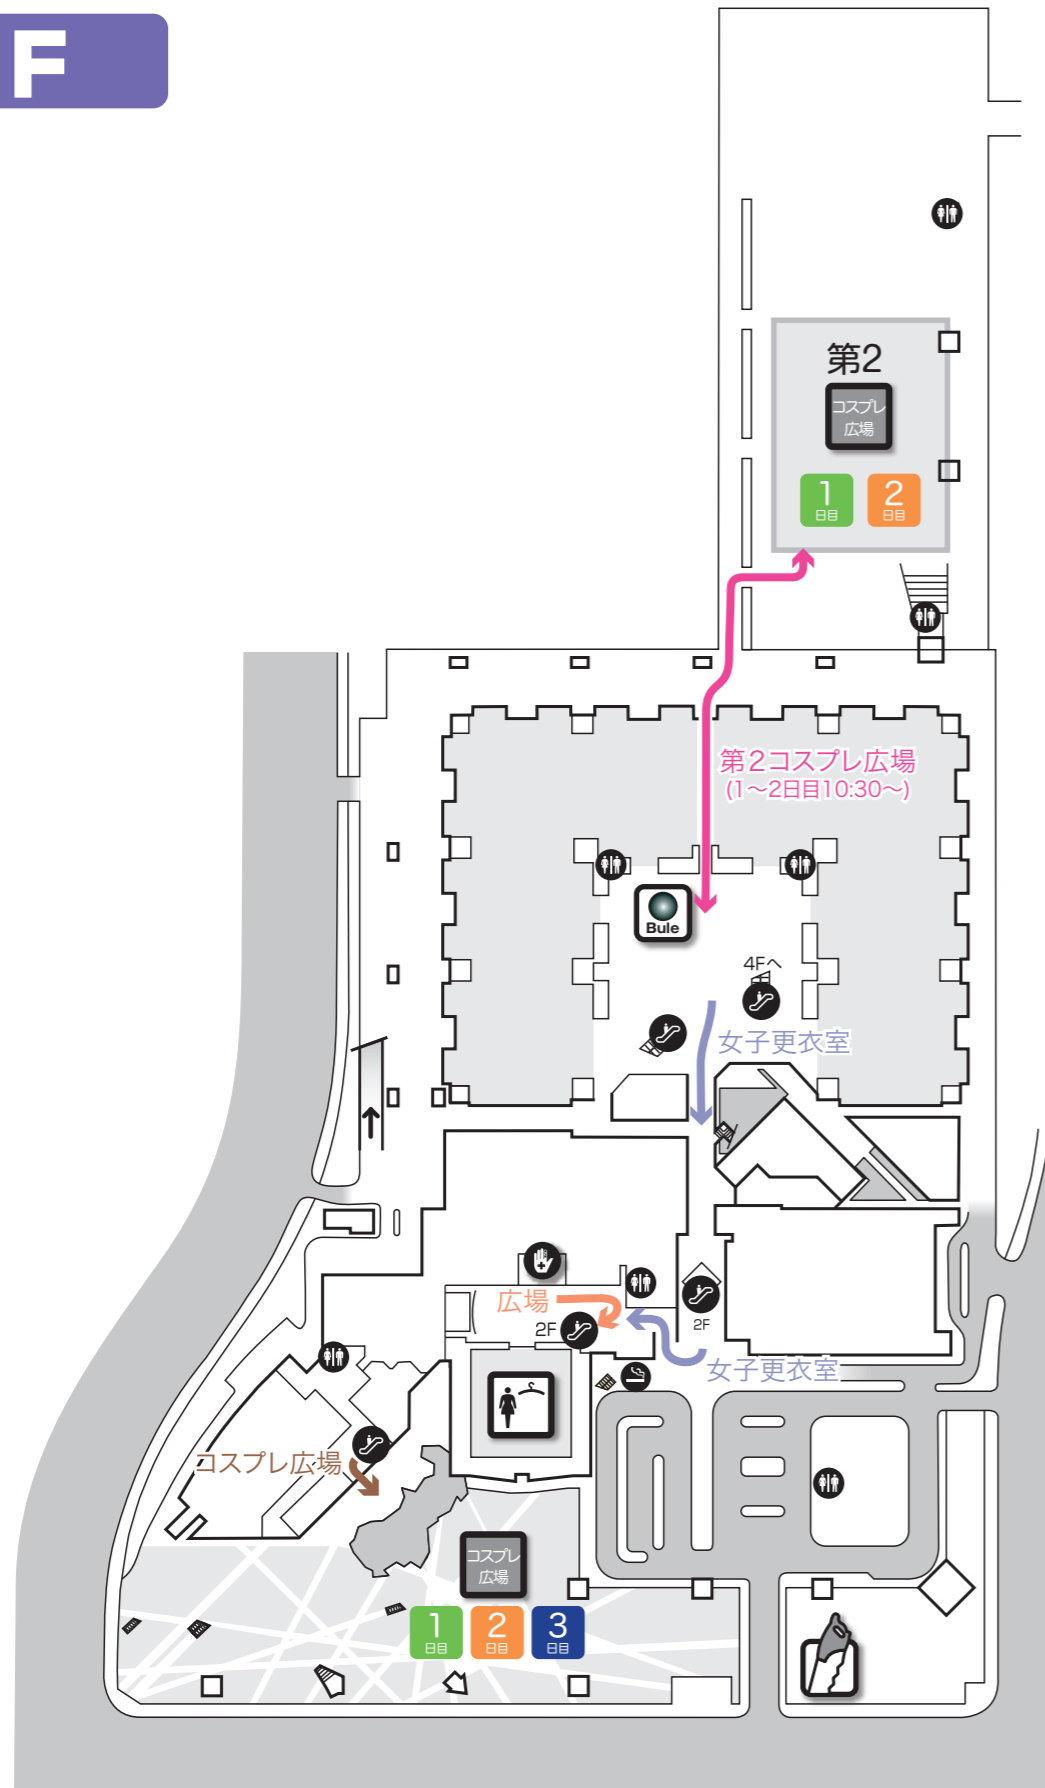 F
第2
コスプレ
広場
1
日目
2
日目
第2コスプレ広場
(1～2日目10:30～)
Bule
4Fへ
女子更衣室
広場
2F
2F
女子更衣室
コスプレ広場
コスプレ
広場
1
日目
2
日目
3
日目